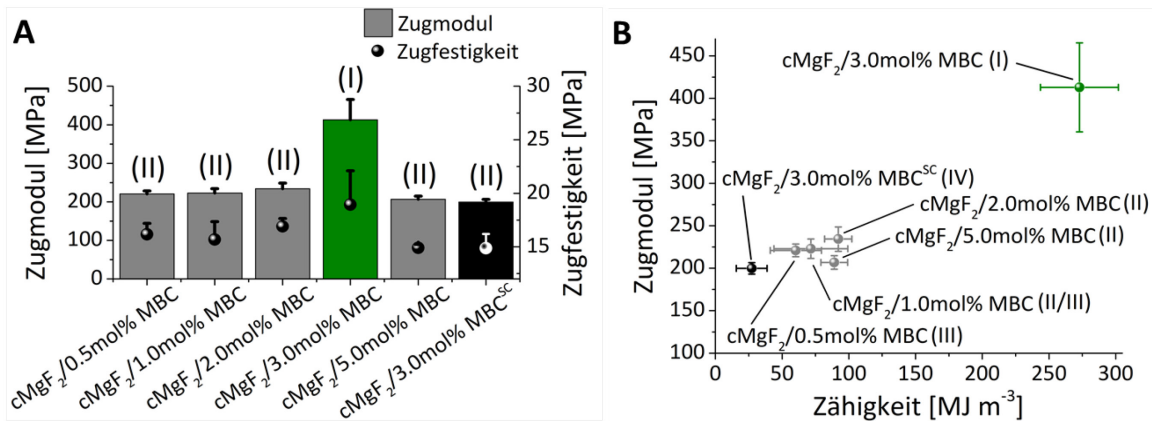 A
Zugmodul
Zugfestigkeit
Zugmodul [MPa]
500
400
300
200
100
0
(II)
(II)
(II)
(I)
(II)
(II)
30
25
20
15
Zugfestigkeit [MPa]
cMgF₂/0.5mol% MBC
cMgF₂/1.0mol% MBC
cMgF₂/2.0mol% MBC
cMgF₂/3.0mol% MBC
cMgF₂/5.0mol% MBC
cMgF₂/3.0mol% MBCˢᶜ
B
Zugmodul [MPa]
450
400
350
300
250
200
150
100
cMgF₂/3.0mol% MBC (I)
cMgF₂/3.0mol% MBCˢᶜ (IV)
cMgF₂/2.0mol% MBC (II)
cMgF₂/5.0mol% MBC (II)
cMgF₂/1.0mol% MBC (II/III)
cMgF₂/0.5mol% MBC (III)
0
50
100
150
200
250
300
Zähigkeit [MJ m⁻³]